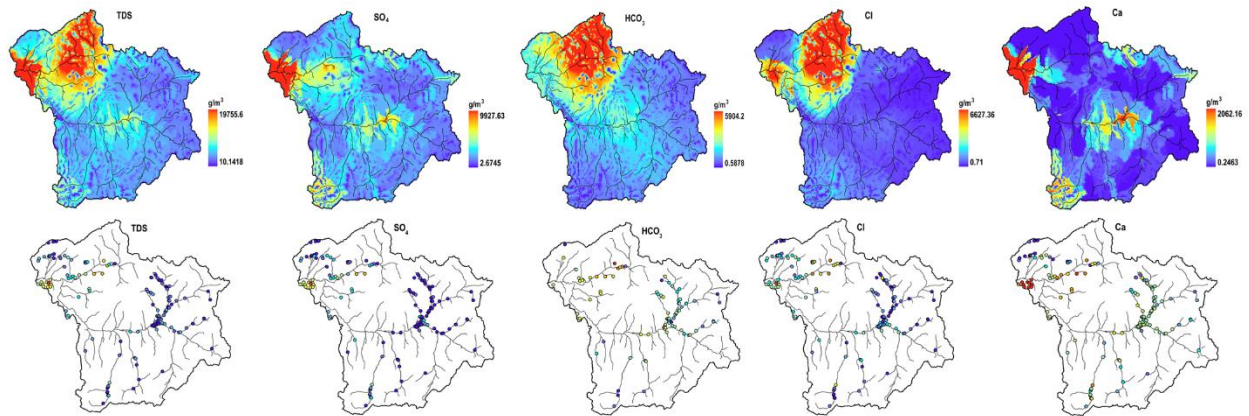 TDS
g/m³
19755.6
10.1418
SO₄
g/m³
9927.63
2.6745
HCO₃
g/m³
5904.2
0.5878
Cl
g/m³
6627.36
0.71
Ca
g/m³
2062.16
0.2463
TDS
SO₄
HCO₃
Cl
Ca